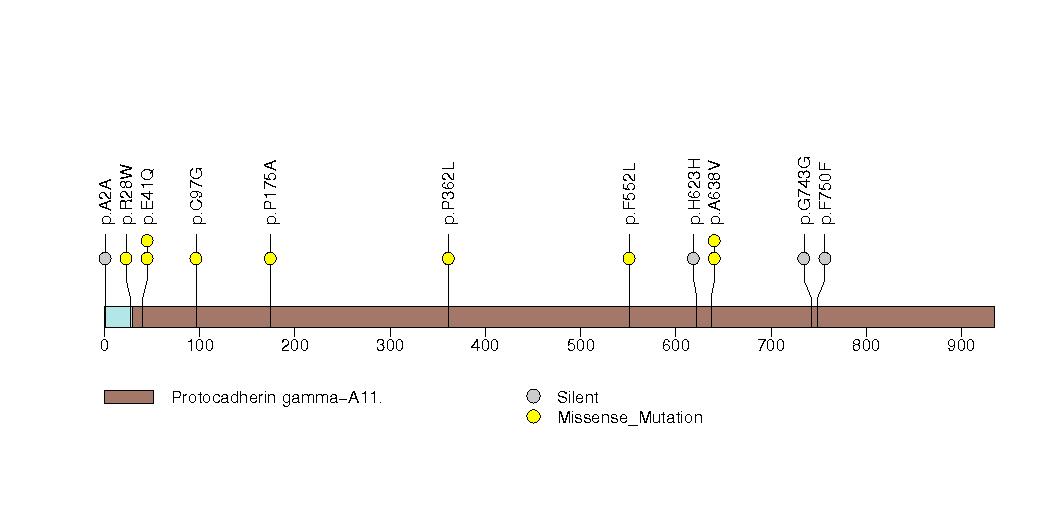 p.A2A
p.R28W
p.E41Q
p.C97G
p.P175A
p.P362L
p.F552L
p.H623H
p.A638V
p.G743G
p.F750F
0 100 200 300 400 500 600 700 800 900
Protocadherin gamma−A11.
Silent
Missense_Mutation